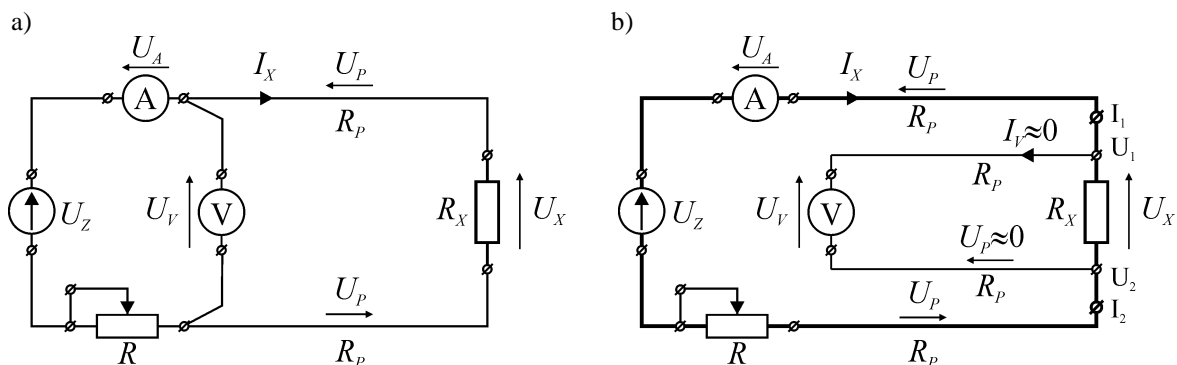 a)
U_A
I_X
U_P
A
R_P
U_Z
U_V
V
R_X
U_X
U_P
R
R_P
b)
U_A
I_X
U_P
A
R_P
I_1
I_V≈0
U_1
R_P
U_Z
U_V
V
R_X
U_X
U_P≈0
R_P
U_2
U_P
I_2
R
R_P